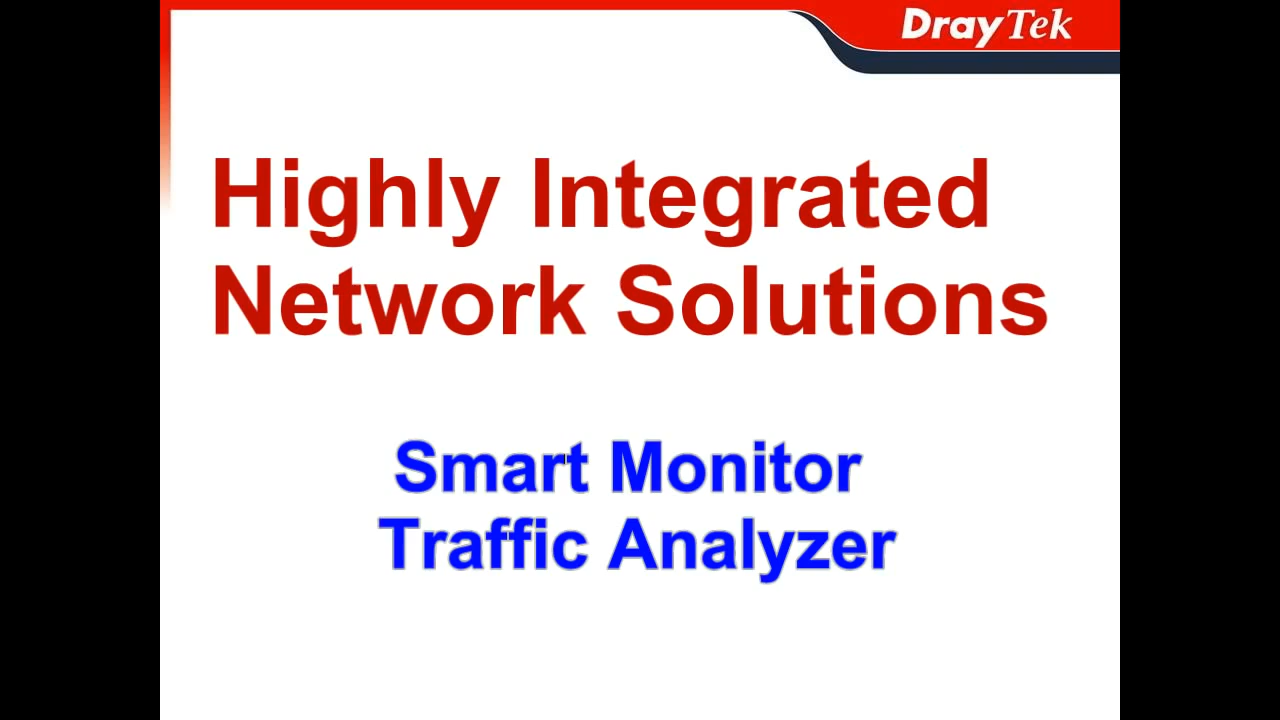 DrayTek
Highly Integrated
Network Solutions
Smart Monitor
Traffic Analyzer